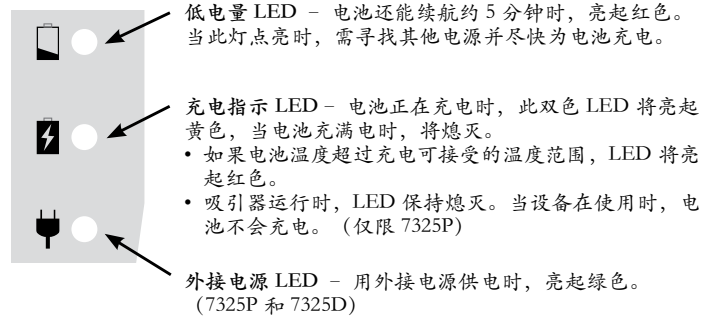 低电量 LED – 电池还能续航约 5 分钟时，亮起红色。
当此灯点亮时，需寻找其他电源并尽快为电池充电。
充电指示 LED – 电池正在充电时，此双色 LED 将亮起
黄色，当电池充满电时，将熄灭。
• 如果电池温度超过充电可接受的温度范围，LED 将亮
起红色。
• 吸引器运行时，LED 保持熄灭。当设备在使用时，电
池不会充电。（仅限 7325P）
外接电源 LED – 用外接电源供电时，亮起绿色。
（7325P 和 7325D）